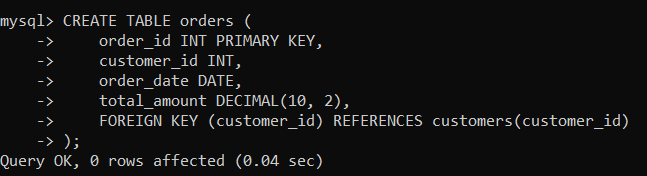 mysql> CREATE TABLE orders (
    ->     order_id INT PRIMARY KEY,
    ->     customer_id INT,
    ->     order_date DATE,
    ->     total_amount DECIMAL(10, 2),
    ->     FOREIGN KEY (customer_id) REFERENCES customers(customer_id)
    -> );
Query OK, 0 rows affected (0.04 sec)